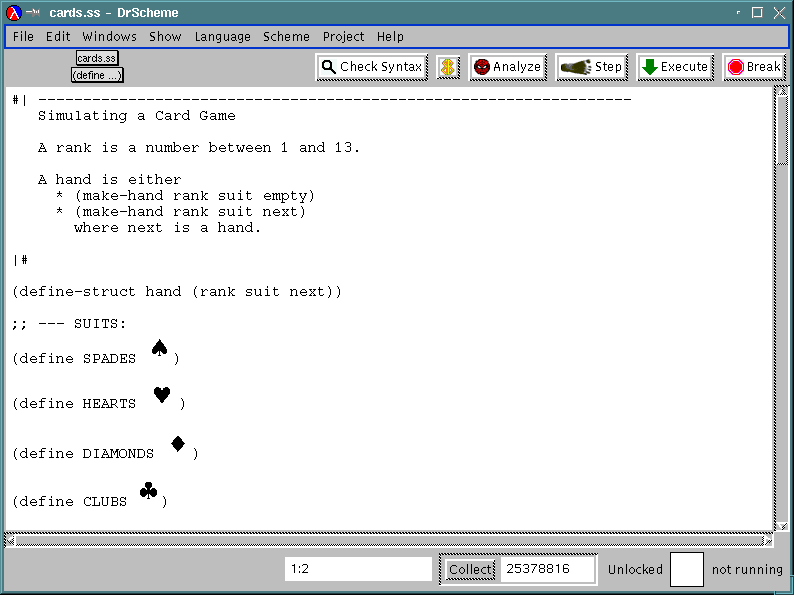 cards.ss - DrScheme
File Edit Windows Show Language Scheme Project Help
cards.ss
(define ...)
Check Syntax Analyze Step Execute Break
#| ------------------------------------------------------------------
Simulating a Card Game
A rank is a number between 1 and 13.
A hand is either
* (make-hand rank suit empty)
* (make-hand rank suit next)
where next is a hand.
|#
(define-struct hand (rank suit next))
;; --- SUITS:
(define SPADES ♠)
(define HEARTS ♥)
(define DIAMONDS ♦)
(define CLUBS ♣)
1:2 Collect 25378816 Unlocked not running